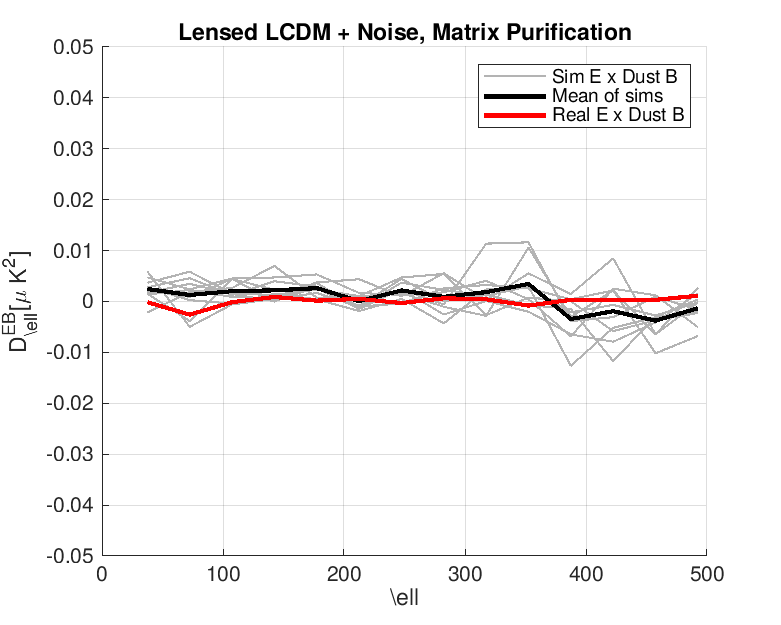 Lensed LCDM + Noise, Matrix Purification
Sim E x Dust B
Mean of sims
Real E x Dust B
D^{EB}_{\ell}[μ K^2]
0.05
0.04
0.03
0.02
0.01
0
-0.01
-0.02
-0.03
-0.04
-0.05
0 100 200 300 400 500
\ell